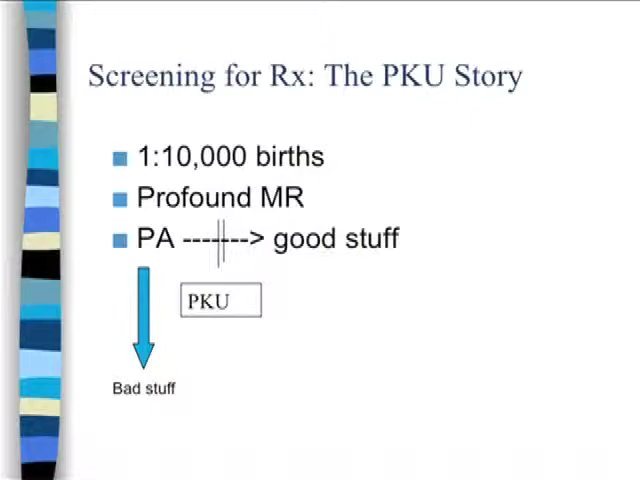 Screening for Rx: The PKU Story
1:10,000 births
Profound MR
PA -------> good stuff
PKU
Bad stuff